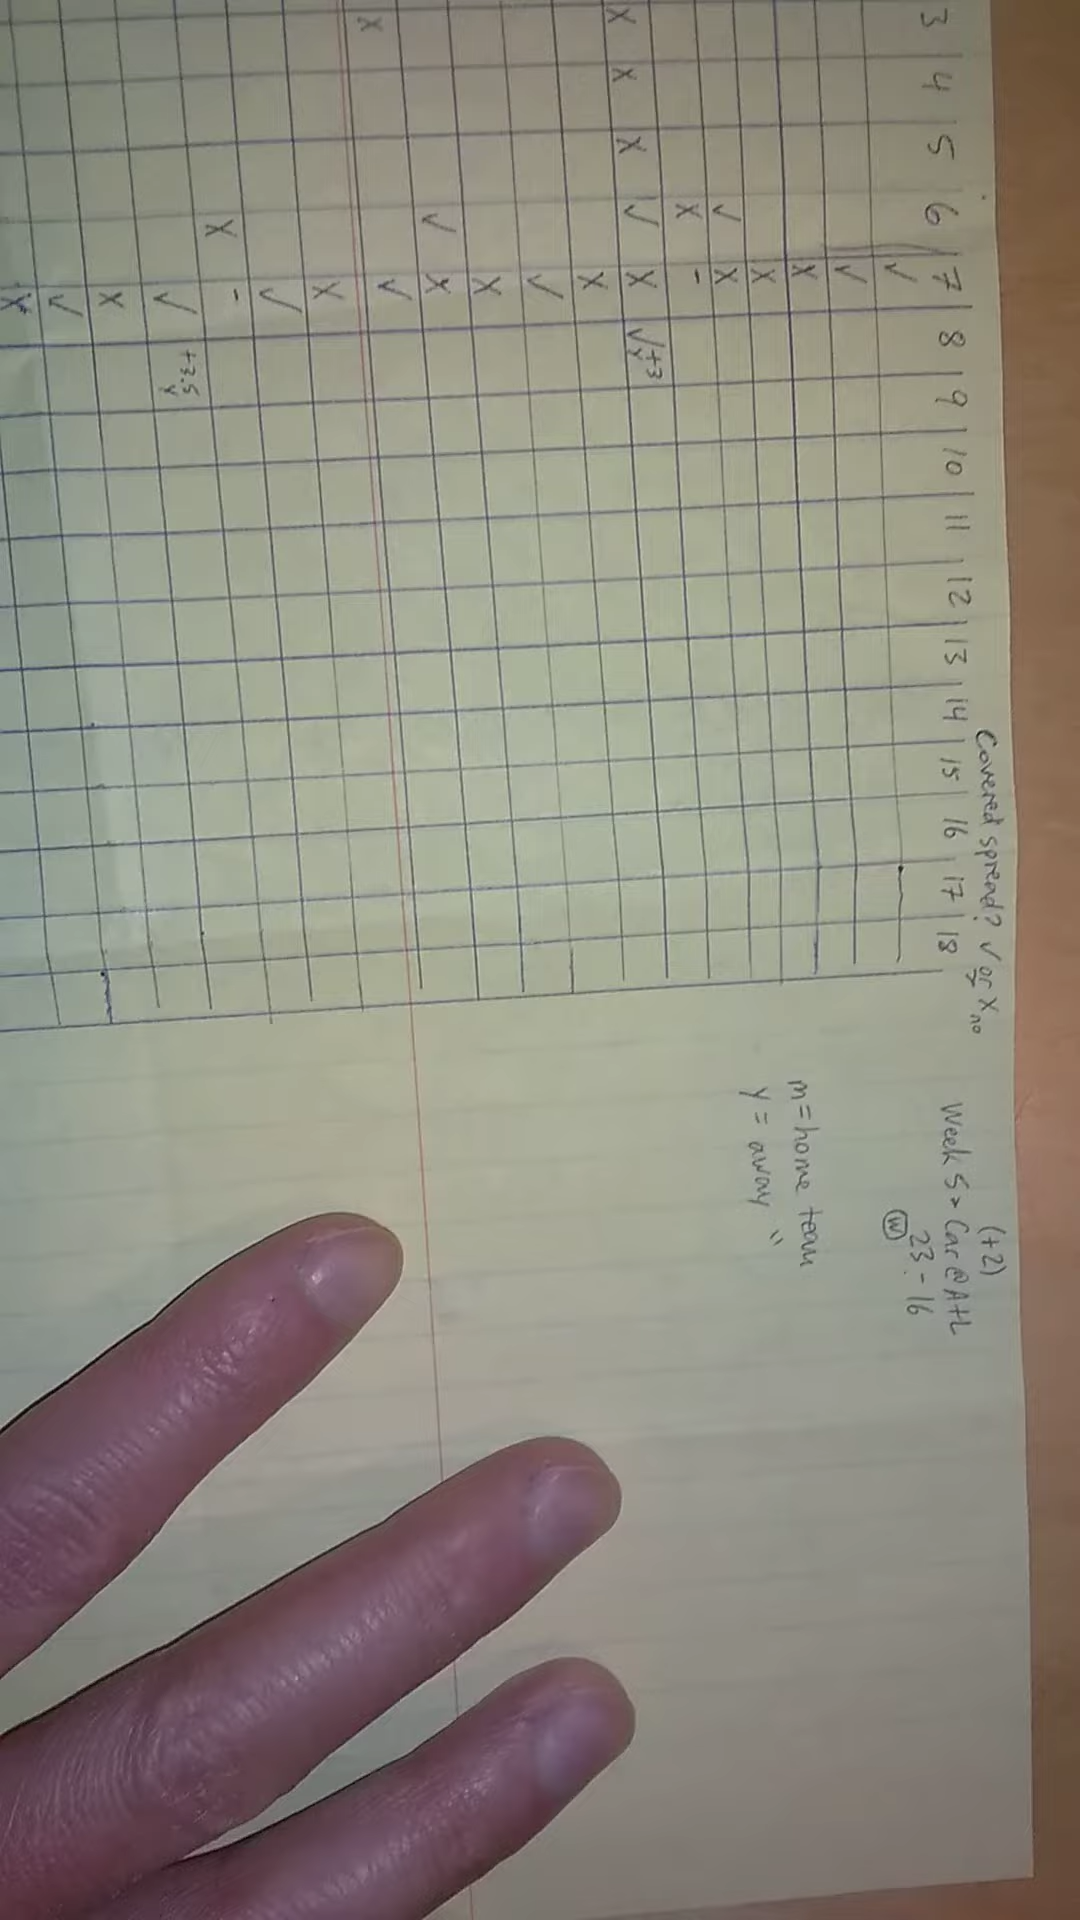 Covered spread? ✓ or X no
(+2)
3 | 4 | 5 | 6 | 7 | 8 | 9 | 10 | 11 | 12 | 13 | 14 | 15 | 16 | 17 | 18
Week 5 > Car @ Atl
23-16
W
m = home team
y = away "
✓
✓
X
X
✓ X
X -
X X X ✓ X ✓ +3 y
X
✓
X
✓ X
X ✓
X
✓
X -
✓ +3.5 y
X
✓
X